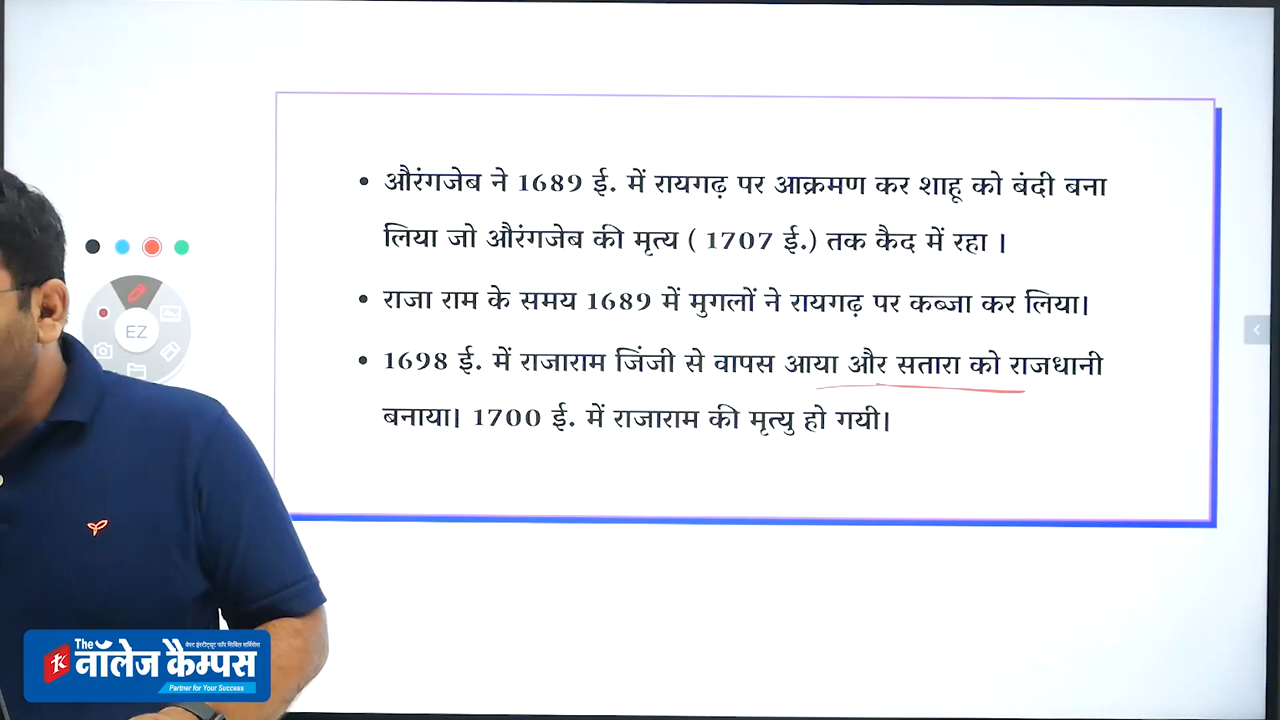 • औरंगजेब ने 1689 ई. में रायगढ़ पर आक्रमण कर शाहू को बंदी बना
लिया जो औरंगजेब की मृत्य ( 1707 ई.) तक कैद में रहा ।
• राजा राम के समय 1689 में मुगलों ने रायगढ़ पर कब्जा कर लिया।
• 1698 ई. में राजाराम जिंजी से वापस आया और सतारा को राजधानी
बनाया। 1700 ई. में राजाराम की मृत्यु हो गयी।
EZ
The
बेस्ट इंस्टीट्यूट फॉर सिविल सर्विसेस
नॉलेज कैम्पस
Partner for Your Success